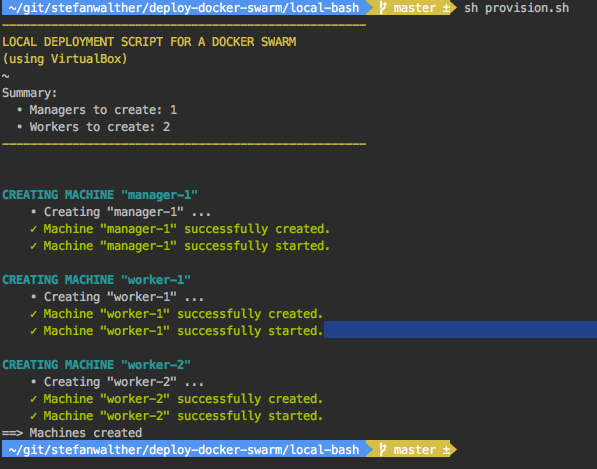 ~/git/stefanwalther/deploy-docker-swarm/local-bash master ± sh provision.sh
----------------------------------------------------
LOCAL DEPLOYMENT SCRIPT FOR A DOCKER SWARM
(using VirtualBox)
~
Summary:
• Managers to create: 1
• Workers to create: 2
----------------------------------------------------
CREATING MACHINE "manager-1"
• Creating "manager-1" ...
✓ Machine "manager-1" successfully created.
✓ Machine "manager-1" successfully started.
CREATING MACHINE "worker-1"
• Creating "worker-1" ...
✓ Machine "worker-1" successfully created.
✓ Machine "worker-1" successfully started.
CREATING MACHINE "worker-2"
• Creating "worker-2" ...
✓ Machine "worker-2" successfully created.
✓ Machine "worker-2" successfully started.
==> Machines created
~/git/stefanwalther/deploy-docker-swarm/local-bash master ±